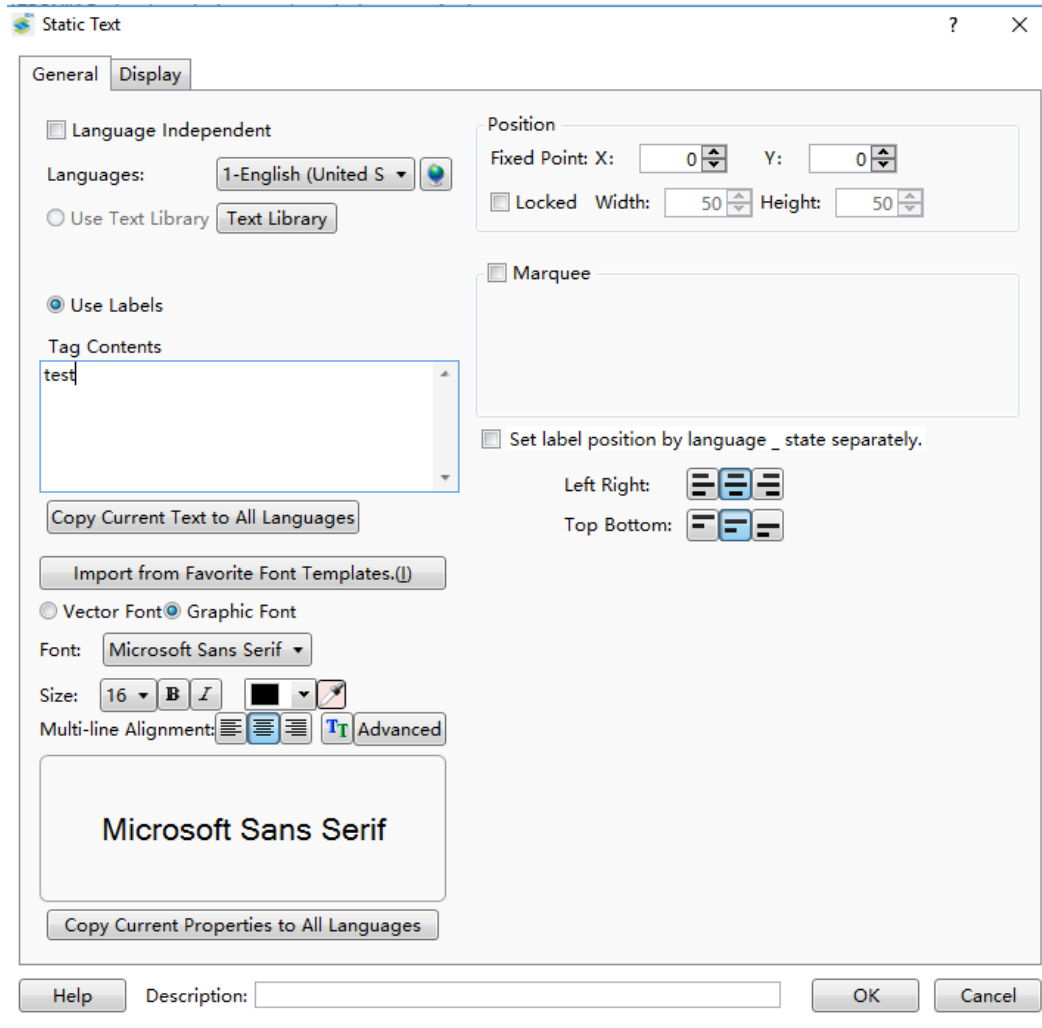 Static Text
?
General
Display
Language Independent
Languages:
1-English (United S
Use Text Library
Text Library
Use Labels
Tag Contents
test
Copy Current Text to All Languages
Import from Favorite Font Templates.(I)
Vector Font
Graphic Font
Font:
Microsoft Sans Serif
Size:
16
B
I
Multi-line Alignment:
TT
Advanced
Microsoft Sans Serif
Copy Current Properties to All Languages
Position
Fixed Point: X:
0
Y:
0
Locked
Width:
50
Height:
50
Marquee
Set label position by language _ state separately.
Left Right:
Top Bottom:
Help
Description:
OK
Cancel